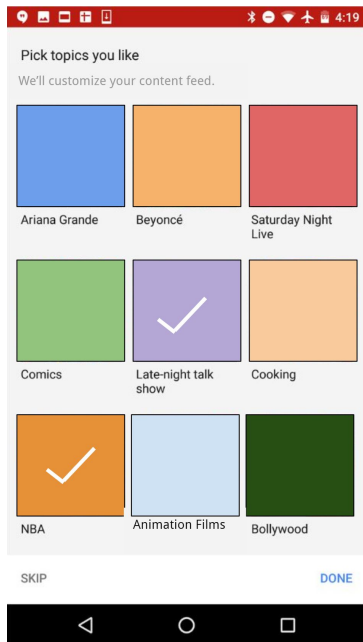 4:19
Pick topics you like
We'll customize your content feed.
Ariana Grande
Beyoncé
Saturday Night
Live
Comics
Late-night talk
show
Cooking
NBA
Animation Films
Bollywood
SKIP
DONE